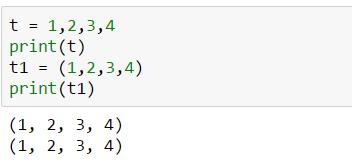 t = 1,2,3,4
print(t)
t1 = (1,2,3,4)
print(t1)
(1, 2, 3, 4)
(1, 2, 3, 4)